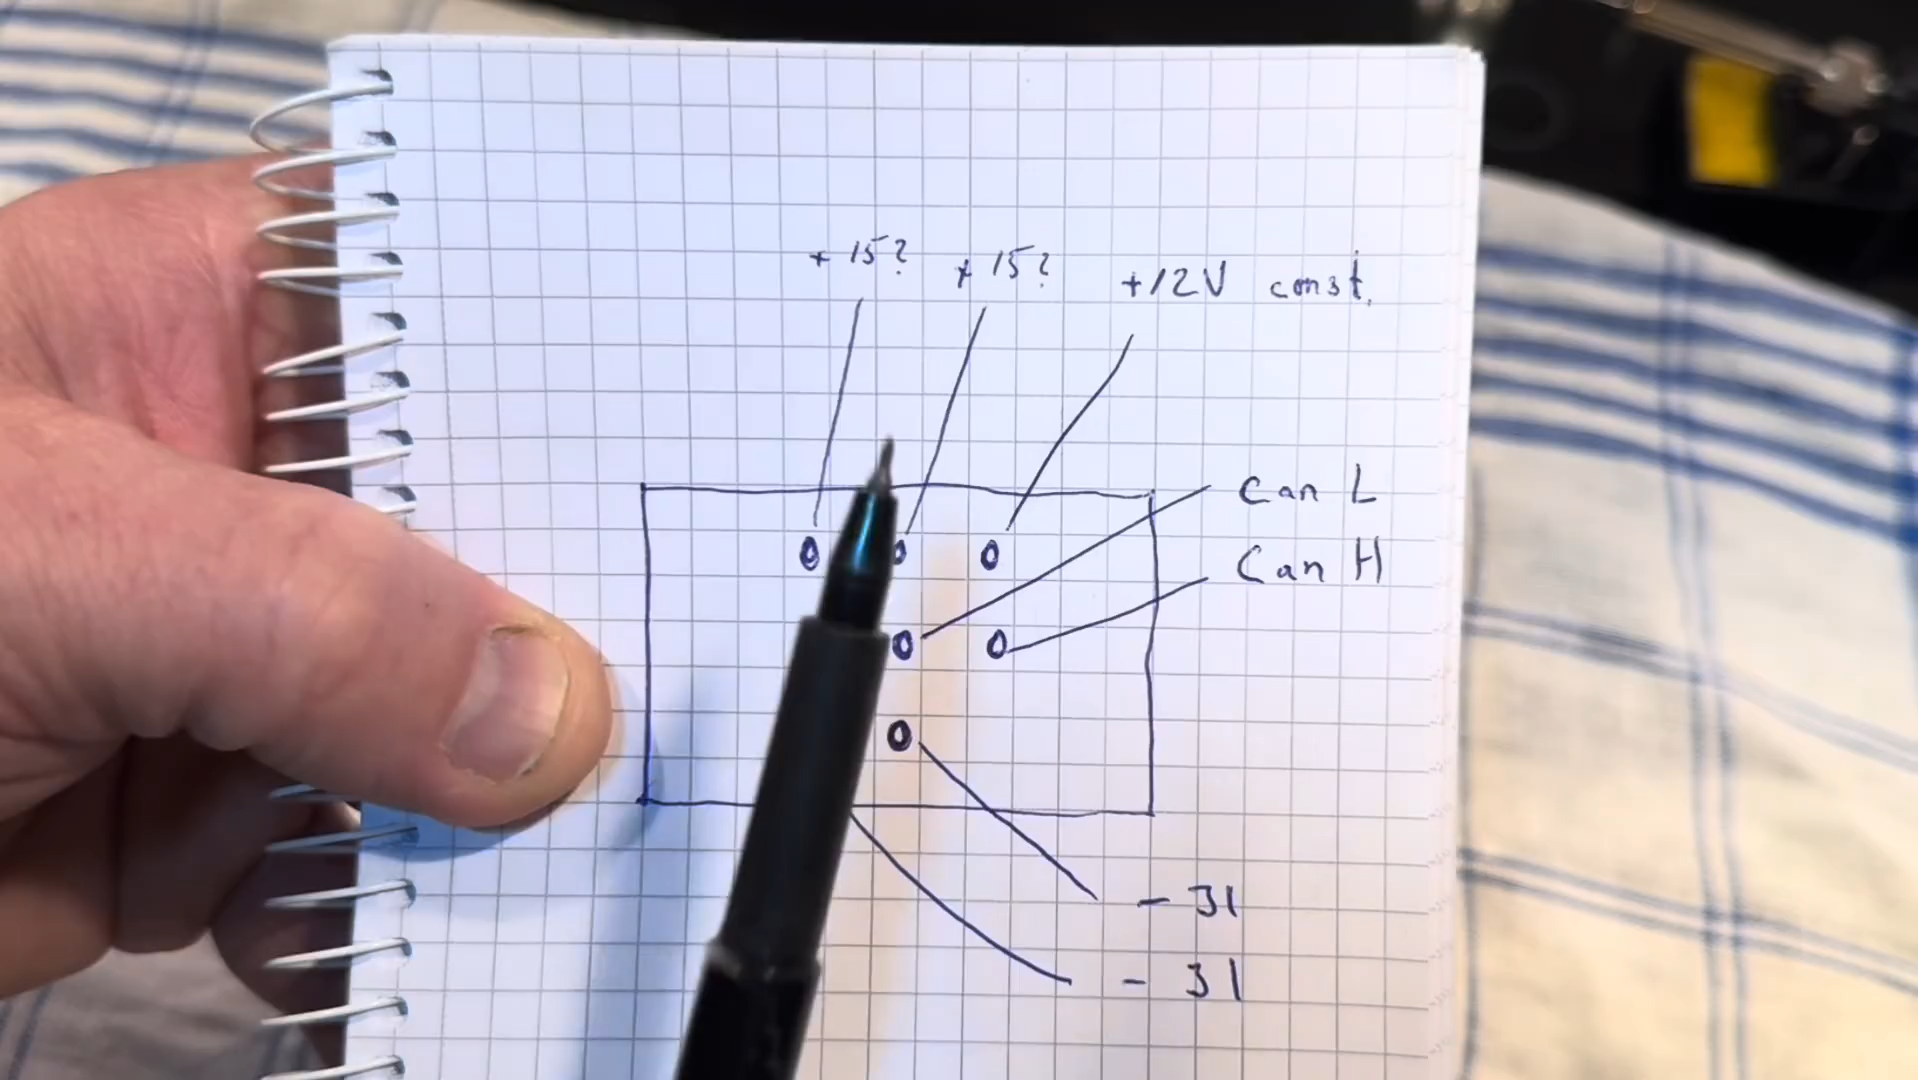 + 15? + 15? +12V const.
Can L
Can H
- 31
- 31